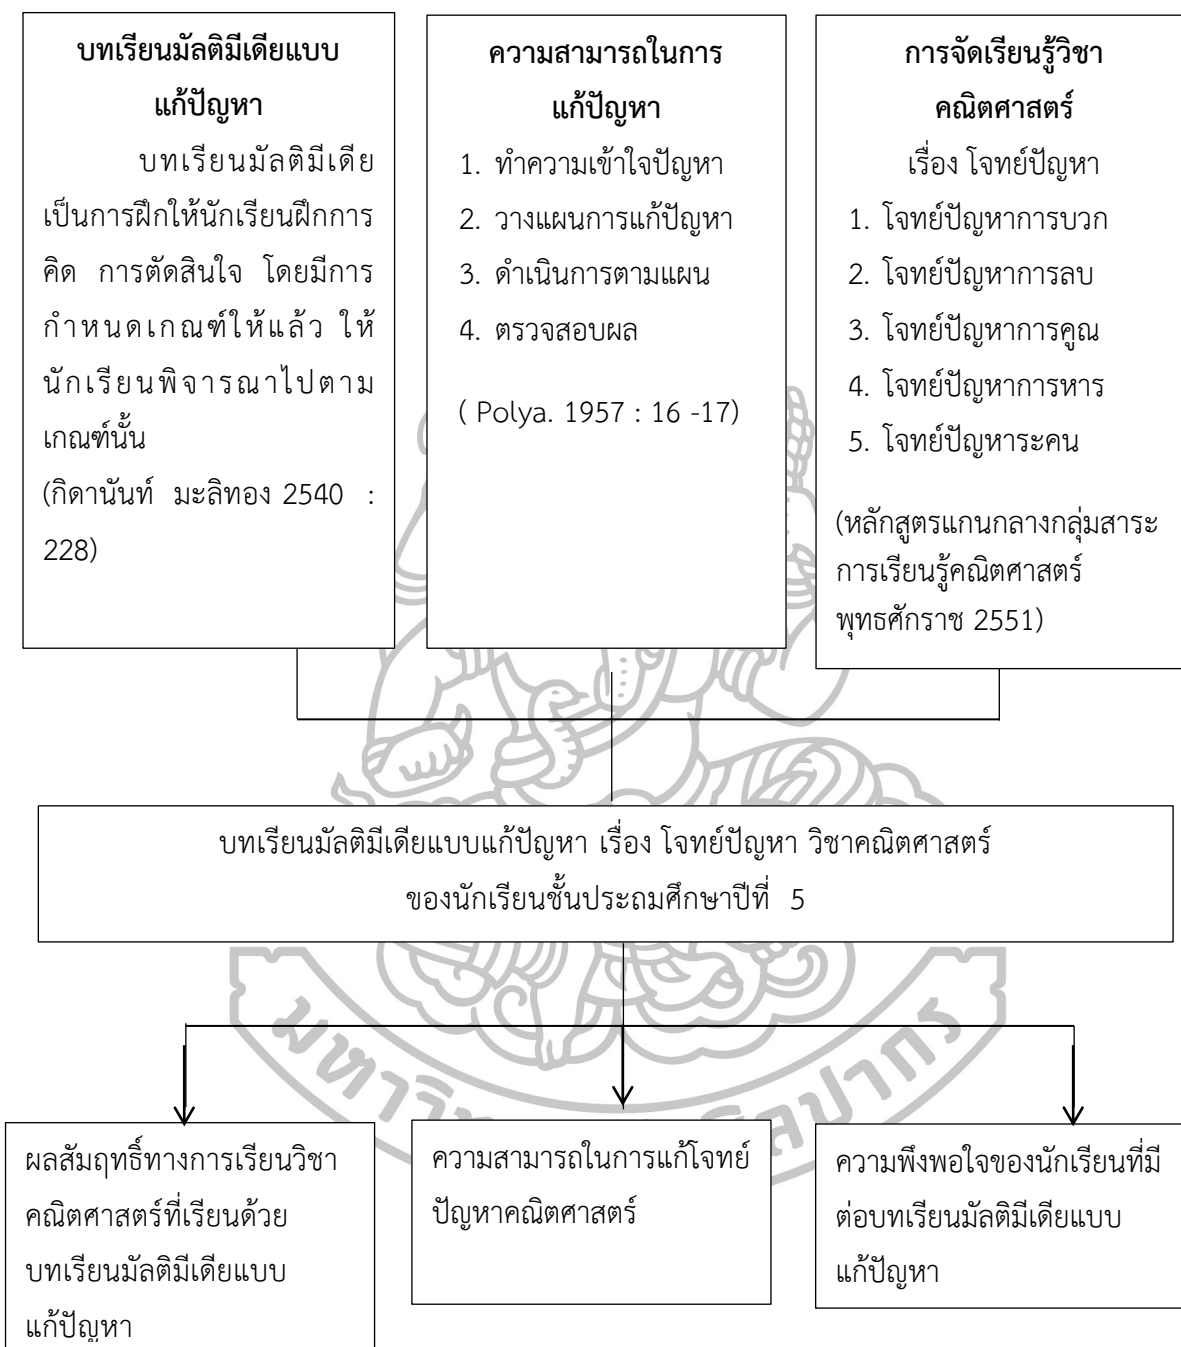 บทเรียนมัลติมีเดียแบบ
แก้ปัญหา
บทเรียนมัลติมีเดีย
เป็นการฝึกให้นักเรียนฝึกการ
คิด การตัดสินใจ โดยมีการ
กำหนดเกณฑ์ให้แล้ว ให้
นักเรียนพิจารณาไปตาม
เกณฑ์นั้น
(กิดานันท์ มะลิทอง 2540 :
228)
ความสามารถในการ
แก้ปัญหา
1. ทำความเข้าใจปัญหา
2. วางแผนการแก้ปัญหา
3. ดำเนินการตามแผน
4. ตรวจสอบผล
( Polya. 1957 : 16 -17)
การจัดเรียนรู้วิชา
คณิตศาสตร์
เรื่อง โจทย์ปัญหา
1. โจทย์ปัญหาการบวก
2. โจทย์ปัญหาการลบ
3. โจทย์ปัญหาการคูณ
4. โจทย์ปัญหาการหาร
5. โจทย์ปัญหาระคน
(หลักสูตรแกนกลางกลุ่มสาระ
การเรียนรู้คณิตศาสตร์
พุทธศักราช 2551)
บทเรียนมัลติมีเดียแบบแก้ปัญหา เรื่อง โจทย์ปัญหา วิชาคณิตศาสตร์
ของนักเรียนชั้นประถมศึกษาปีที่ 5
ผลสัมฤทธิ์ทางการเรียนวิชา
คณิตศาสตร์ที่เรียนด้วย
บทเรียนมัลติมีเดียแบบ
แก้ปัญหา
ความสามารถในการแก้โจทย์
ปัญหาคณิตศาสตร์
ความพึงพอใจของนักเรียนที่มี
ต่อบทเรียนมัลติมีเดียแบบ
แก้ปัญหา